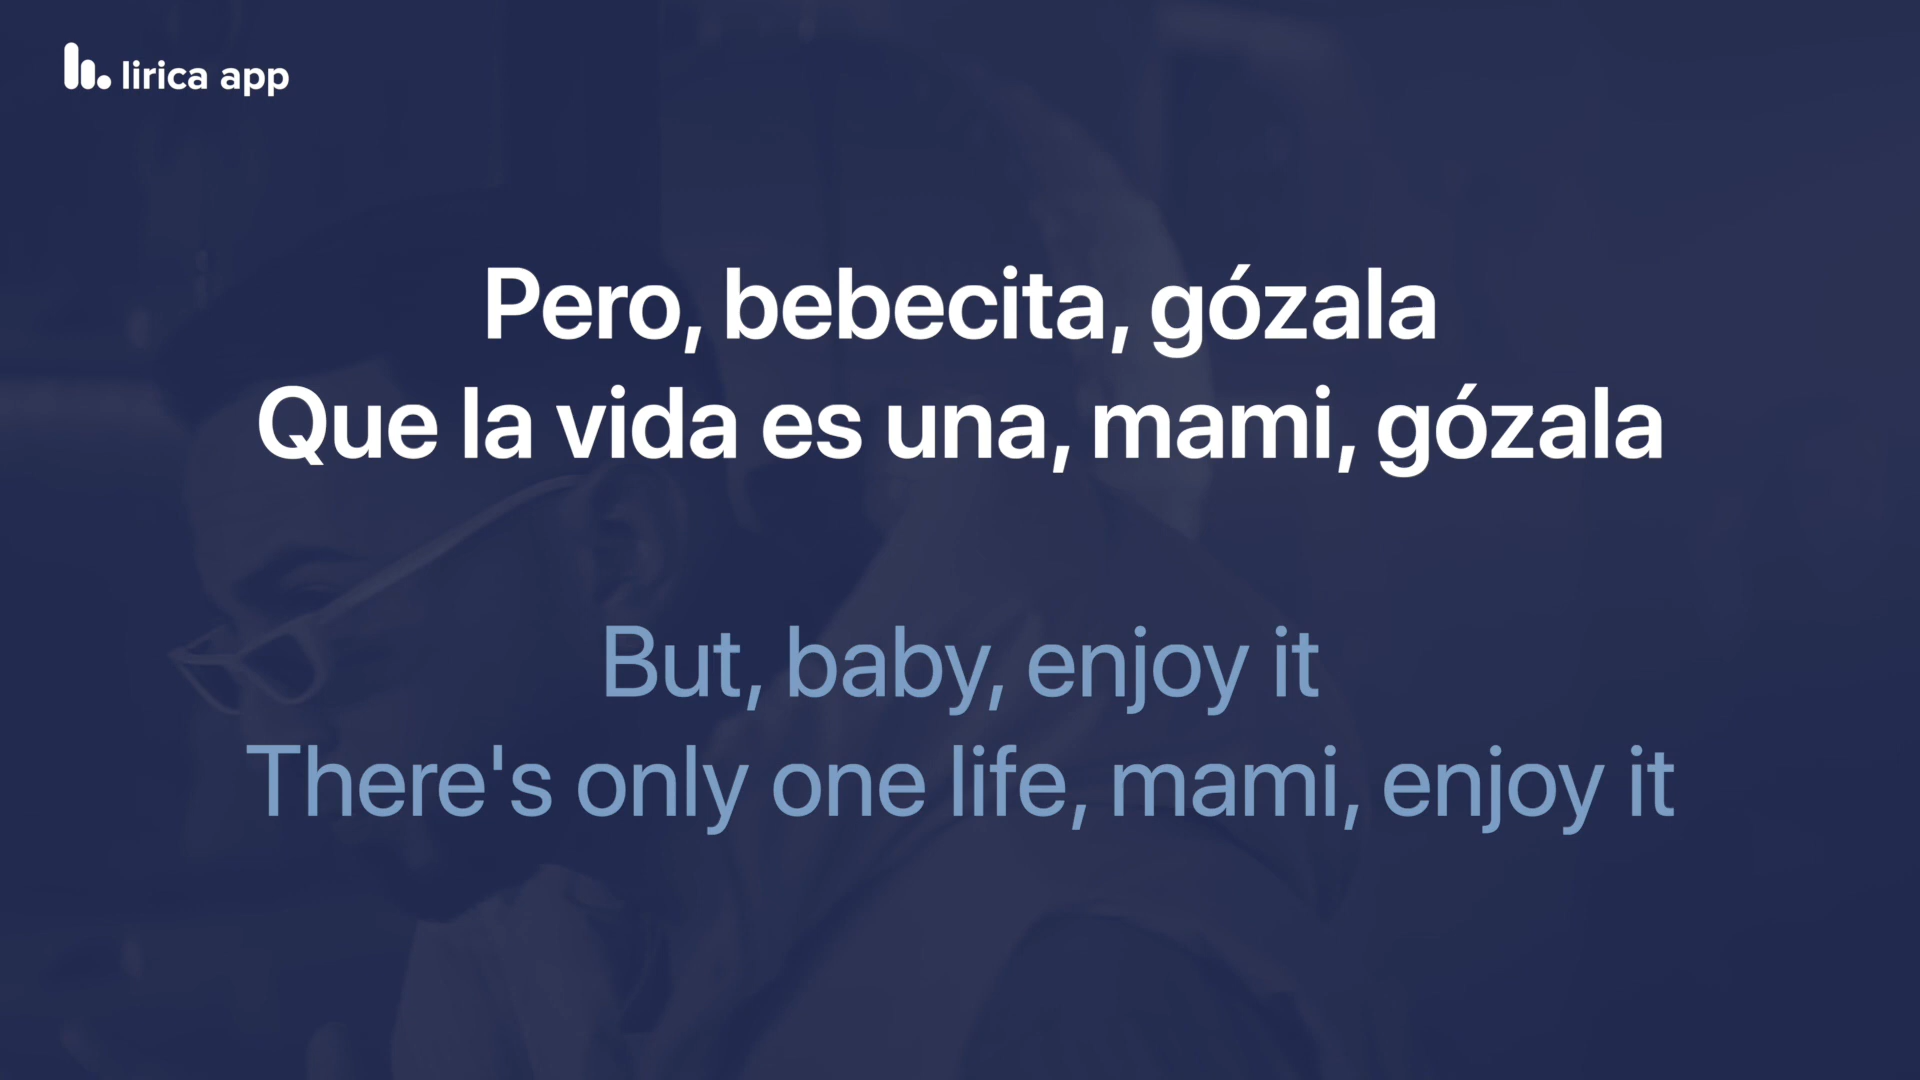 lirica app
Pero, bebecita, gózala
Que la vida es una, mami, gózala
But, baby, enjoy it
There's only one life, mami, enjoy it